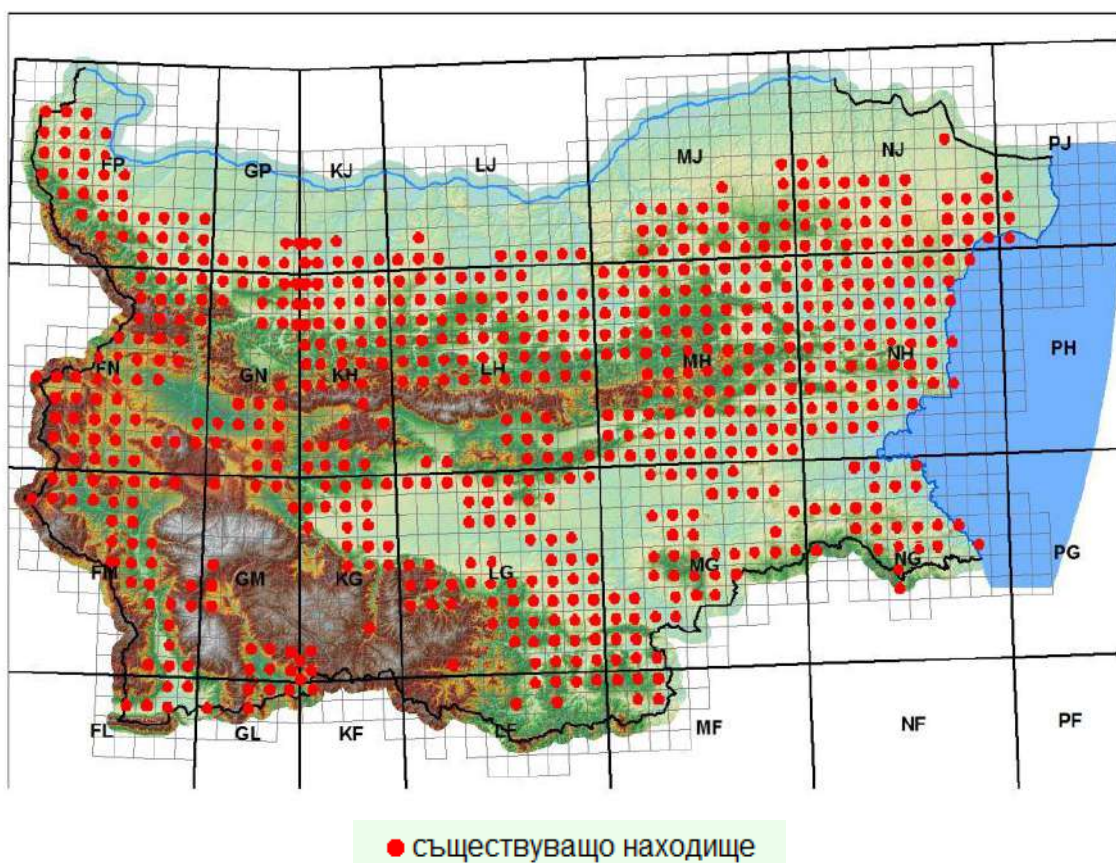 PJ
FP GP KJ LJ MJ NJ
FN GN KH LH MH NH PH
FM GM KG LG MG NG PG
FL GL KF LF MF NF PF
съществуващо находище